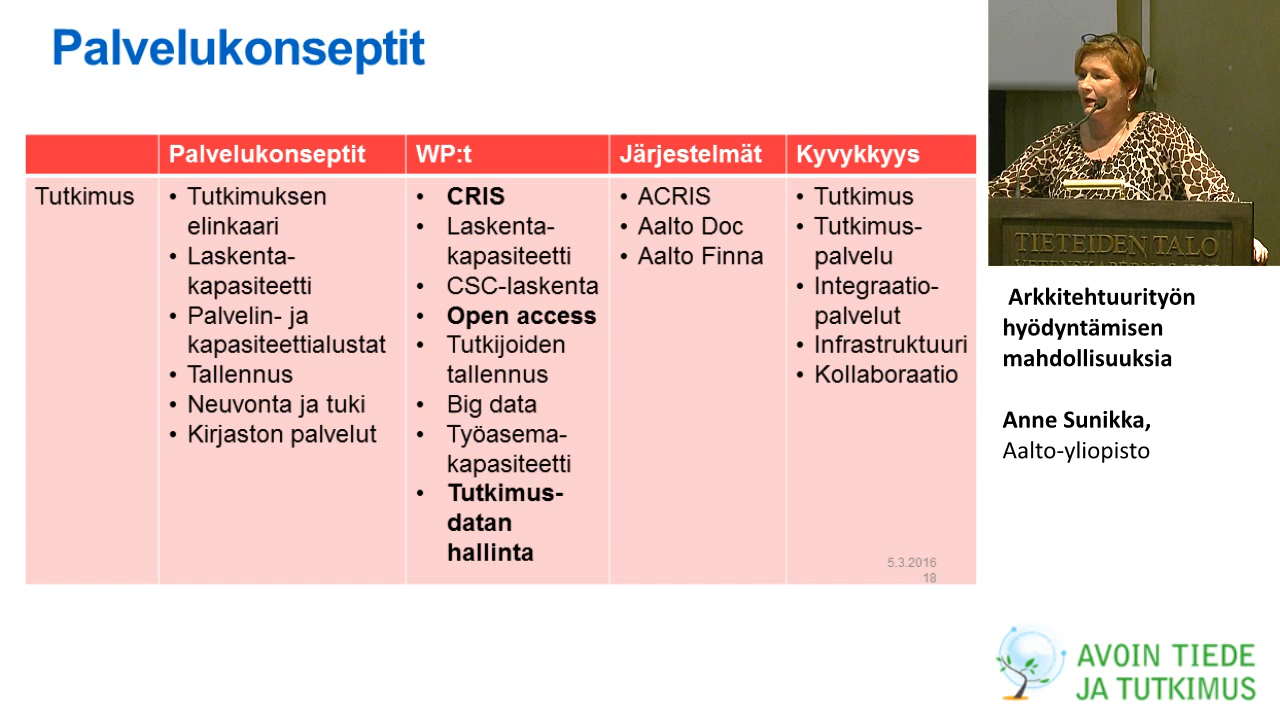 Palvelukonseptit
Palvelukonseptit
WP:t
Järjestelmät
Kyvykkyys
Tutkimus
• Tutkimuksen
elinkaari
• Laskenta-
kapasiteetti
• Palvelin- ja
kapasiteettialustat
• Tallennus
• Neuvonta ja tuki
• Kirjaston palvelut
• CRIS
• Laskenta-
kapasiteetti
• CSC-laskenta
• Open access
• Tutkijoiden
tallennus
• Big data
• Työasema-
kapasiteetti
• Tutkimus-
datan
hallinta
• ACRIS
• Aalto Doc
• Aalto Finna
• Tutkimus
• Tutkimus-
palvelu
• Integraatio-
palvelut
• Infrastruktuuri
• Kollaboraatio
5.3.2016
18
TIETEIDEN TALO
Arkkitehtuurityön
hyödyntämisen
mahdollisuuksia
Anne Sunikka,
Aalto-yliopisto
AVOIN TIEDE
JA TUTKIMUS